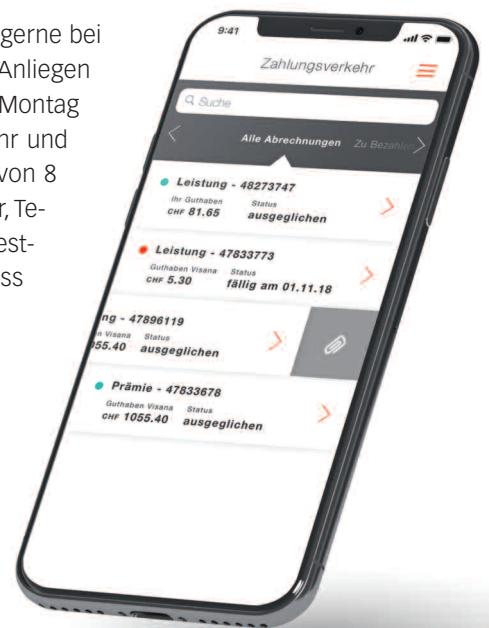 gerne bei
Anliegen
Montag
hr und
von 8
r, Te-
est-
ss
9:41
Zahlungsverkehr
Suche
Alle Abrechnungen Zu Bezahlen
Leistung - 48273747
Ihr Guthaben Status
CHF 81.65 ausgeglichen
Leistung - 47833773
Guthaben Visana Status
CHF 5.30 fällig am 01.11.18
ng - 47896119
n Visana Status
055.40 ausgeglichen
Prämie - 47833678
Guthaben Visana Status
CHF 1055.40 ausgeglichen